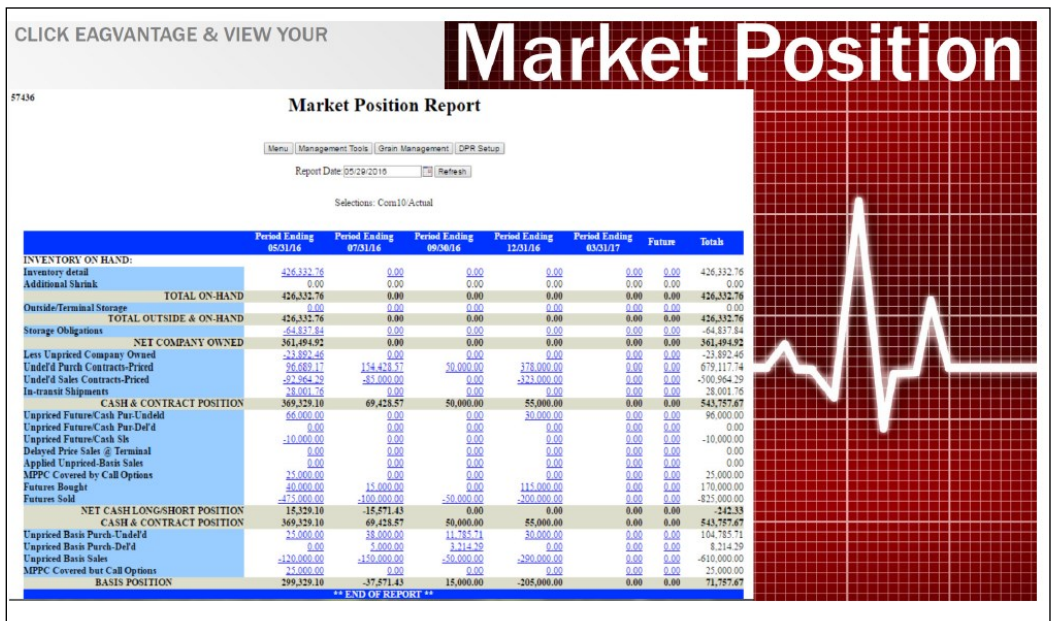 CLICK EAGVANTAGE & VIEW YOUR
Market Position
57436
Market Position Report
Menu Management Tools Grain Management DPR Setup
Report Date 05/29/2016 Refresh
Selections: Corn10/Actual
Period Ending 05/31/16 Period Ending 07/31/16 Period Ending 09/30/16 Period Ending 12/31/16 Period Ending 03/31/17 Future Totals
INVENTORY ON HAND:
Inventory detail 426,332.76 0.00 0.00 0.00 0.00 0.00 426,332.76
Additional Shrink 0.00 0.00 0.00 0.00 0.00 0.00 0.00
TOTAL ON-HAND 426,332.76 0.00 0.00 0.00 0.00 0.00 426,332.76
Outside/Terminal Storage 0.00 0.00 0.00 0.00 0.00 0.00 0.00
TOTAL OUTSIDE & ON-HAND 426,332.76 0.00 0.00 0.00 0.00 0.00 426,332.76
Storage Obligations -64,837.84 0.00 0.00 0.00 0.00 0.00 -64,837.84
NET COMPANY OWNED 361,494.92 0.00 0.00 0.00 0.00 0.00 361,494.92
Less Unpriced Company Owned -23,892.46 0.00 0.00 0.00 0.00 0.00 -23,892.46
Undel'd Purch Contracts-Priced 96,689.17 154,428.57 50,000.00 378,000.00 0.00 0.00 679,117.74
Undel'd Sales Contracts-Priced -92,964.29 -85,000.00 0.00 -323,000.00 0.00 0.00 -500,964.29
In-transit Shipments 28,001.76 0.00 0.00 0.00 0.00 0.00 28,001.76
CASH & CONTRACT POSITION 369,329.10 69,428.57 50,000.00 55,000.00 0.00 0.00 543,757.67
Unpriced Future/Cash Pur-Undeld 66,000.00 0.00 0.00 30,000.00 0.00 0.00 96,000.00
Unpriced Future/Cash Pur-Del'd 0.00 0.00 0.00 0.00 0.00 0.00 0.00
Unpriced Future/Cash Sls -10,000.00 0.00 0.00 0.00 0.00 0.00 -10,000.00
Delayed Price Sales @ Terminal 0.00 0.00 0.00 0.00 0.00 0.00 0.00
Applied Unpriced-Basis Sales 0.00 0.00 0.00 0.00 0.00 0.00 0.00
MPPC Covered by Call Options 25,000.00 0.00 0.00 0.00 0.00 0.00 25,000.00
Futures Bought 40,000.00 15,000.00 0.00 115,000.00 0.00 0.00 170,000.00
Futures Sold -475,000.00 -100,000.00 -50,000.00 -200,000.00 0.00 0.00 -825,000.00
NET CASH LONG/SHORT POSITION 15,329.10 -15,571.43 0.00 0.00 0.00 0.00 -242.33
CASH & CONTRACT POSITION 369,329.10 69,428.57 50,000.00 55,000.00 0.00 0.00 543,757.67
Unpriced Basis Purch-Undel'd 25,000.00 38,000.00 11,785.71 30,000.00 0.00 0.00 104,785.71
Unpriced Basis Purch-Del'd 0.00 5,000.00 3,214.29 0.00 0.00 0.00 8,214.29
Unpriced Basis Sales -120,000.00 -150,000.00 -50,000.00 -290,000.00 0.00 0.00 -610,000.00
MPPC Covered but Call Options 25,000.00 0.00 0.00 0.00 0.00 0.00 25,000.00
BASIS POSITION 299,329.10 -37,571.43 15,000.00 -205,000.00 0.00 0.00 71,757.67
** END OF REPORT **